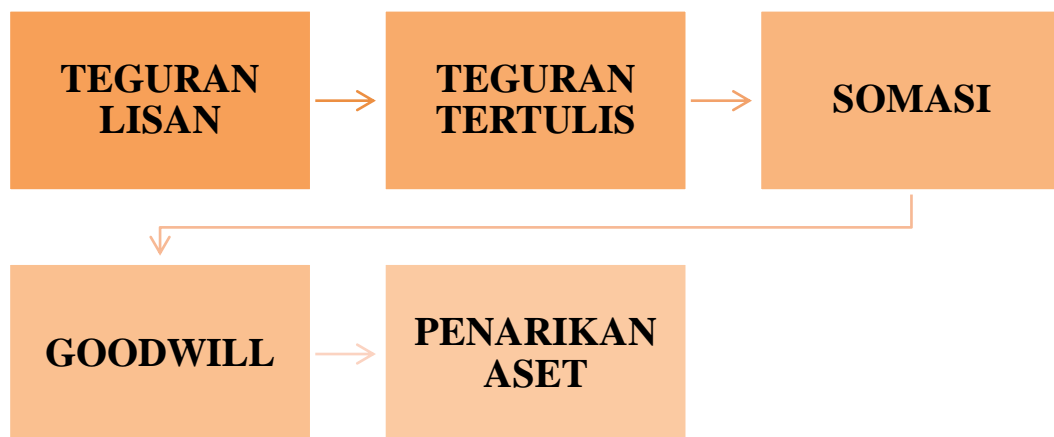 TEGURAN
LISAN
TEGURAN
TERTULIS
SOMASI
GOODWILL
PENARIKAN
ASET